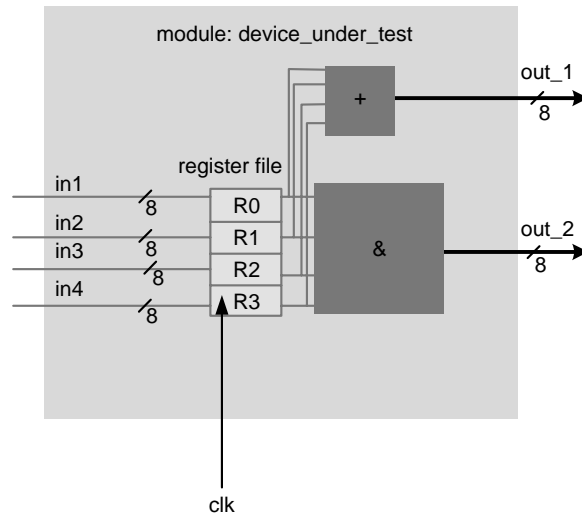 module: device_under_test
out_1
+
8
register file
in1
8
R0
in2
8
R1
in3
8
R2
in4
8
R3
&
out_2
8
clk